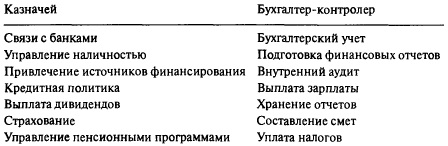 Казначей Бухгалтер-контролер
Связи с банками Бухгалтерский учет
Управление наличностью Подготовка финансовых отчетов
Привлечение источников финансирования Внутренний аудит
Кредитная политика Выплата зарплаты
Выплата дивидендов Хранение отчетов
Страхование Составление смет
Управление пенсионными программами Уплата налогов